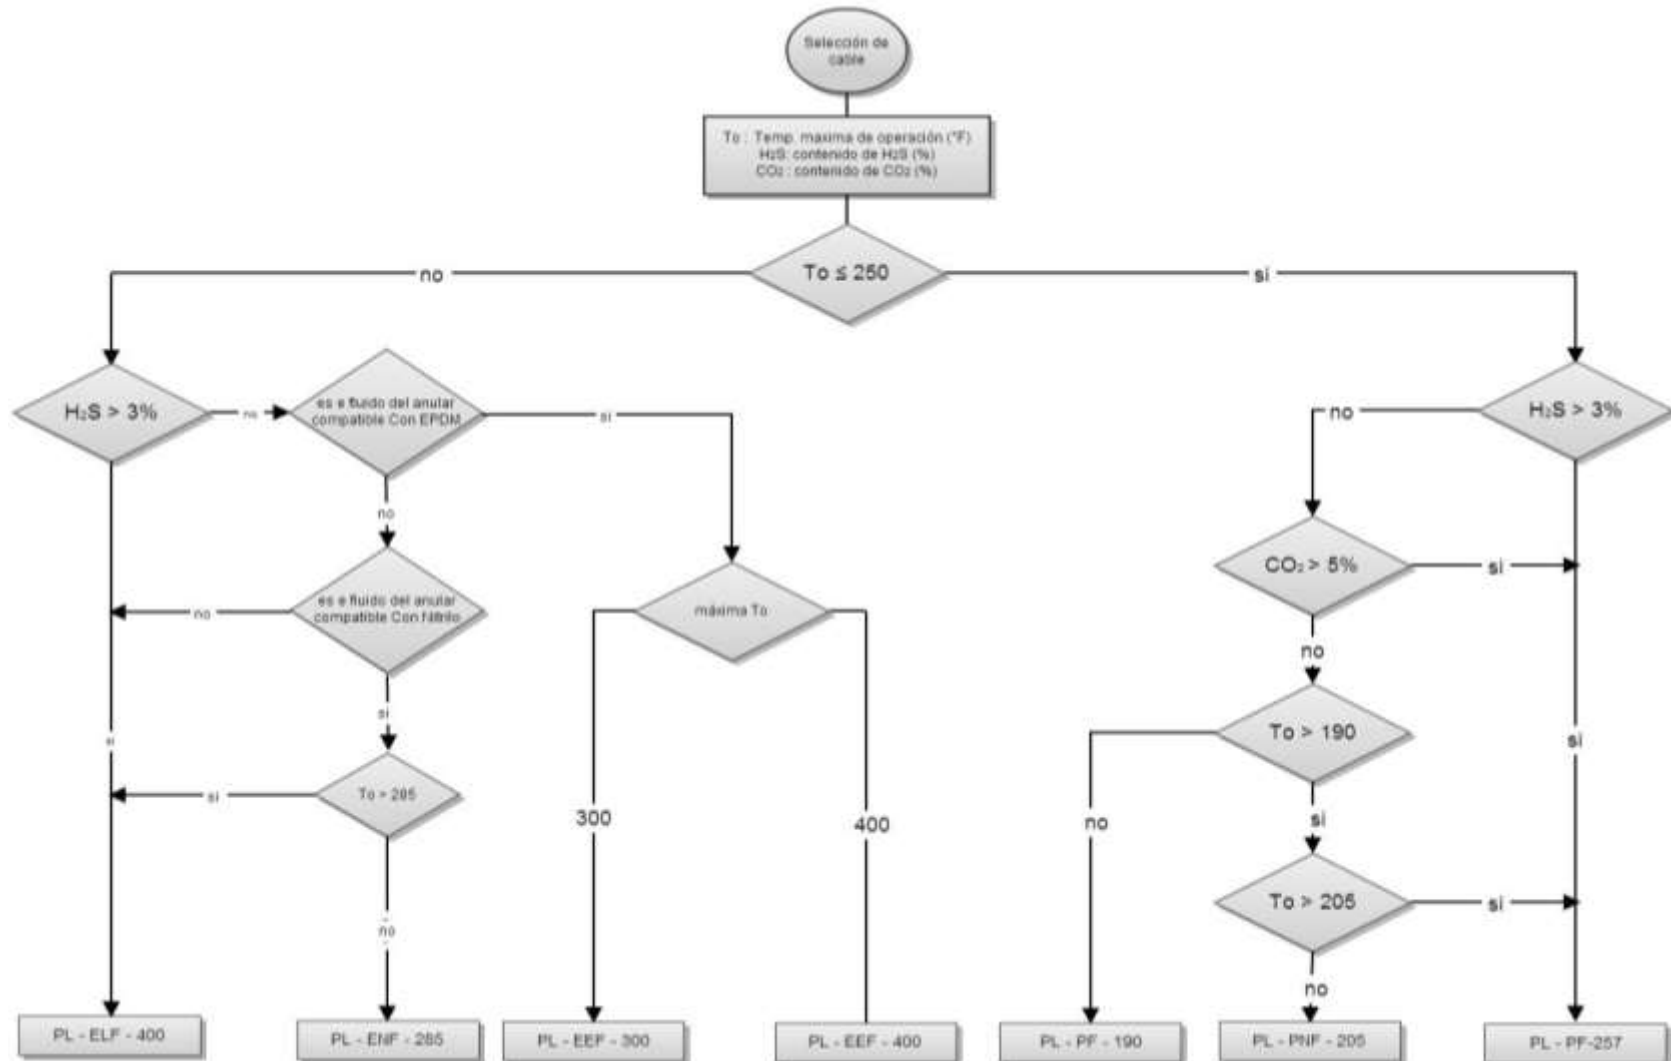 Selección de
cable
To : Temp. maxima de operación (°F)
H₂S: contenido de H₂S (%)
CO₂ : contenido de CO₂ (%)
To ≤ 250
no
si
H₂S > 3%
no
es e fluido del anular
compatible Con EPDM
si
no
H₂S > 3%
no
CO₂ > 5%
si
es e fluido del anular
compatible Con Nitrilo
no
máxima To
no
si
To > 190
si
si
To > 285
si
300
400
no
si
no
To > 205
si
no
PL - ELF - 400
PL - ENF - 285
PL - EEF - 300
PL - EEF - 400
PL - PF - 190
PL - PNF - 205
PL - PF-257